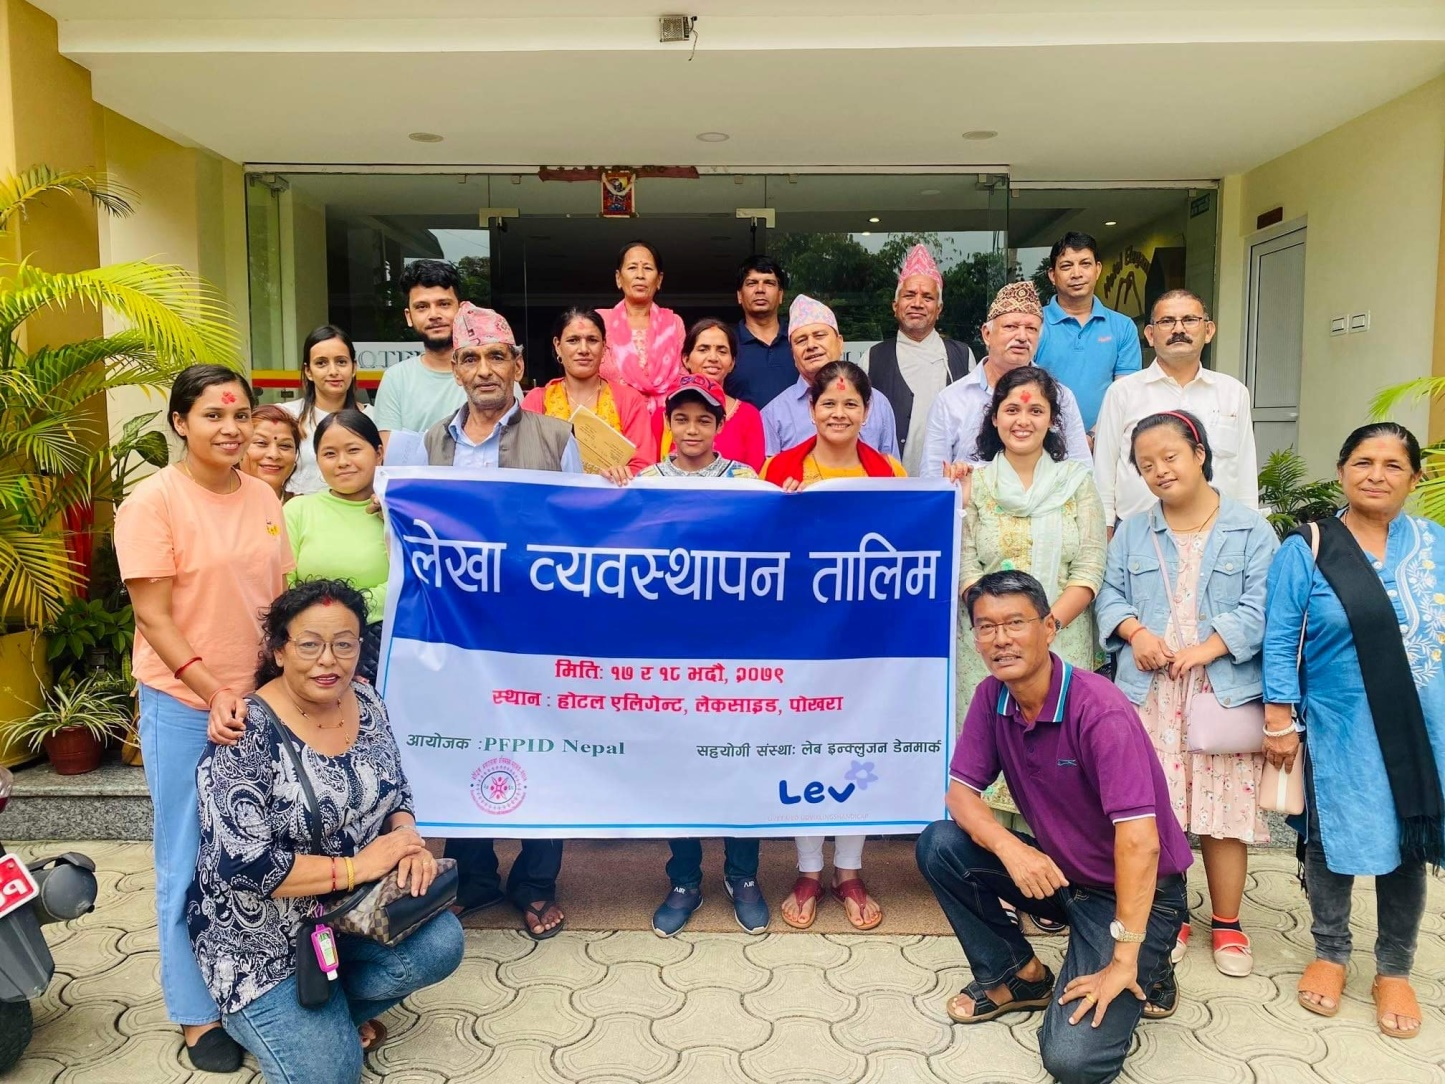 लेखा व्यवस्थापन तालिम
मिति: १७ र १८ भदौ, २०७९
स्थान : होटल एलिगेन्ट, लेकसाइड, पोखरा
आयोजक :PFPID Nepal
सहयोगी संस्था: लेब इन्क्लुजन डेनमार्क
Lev